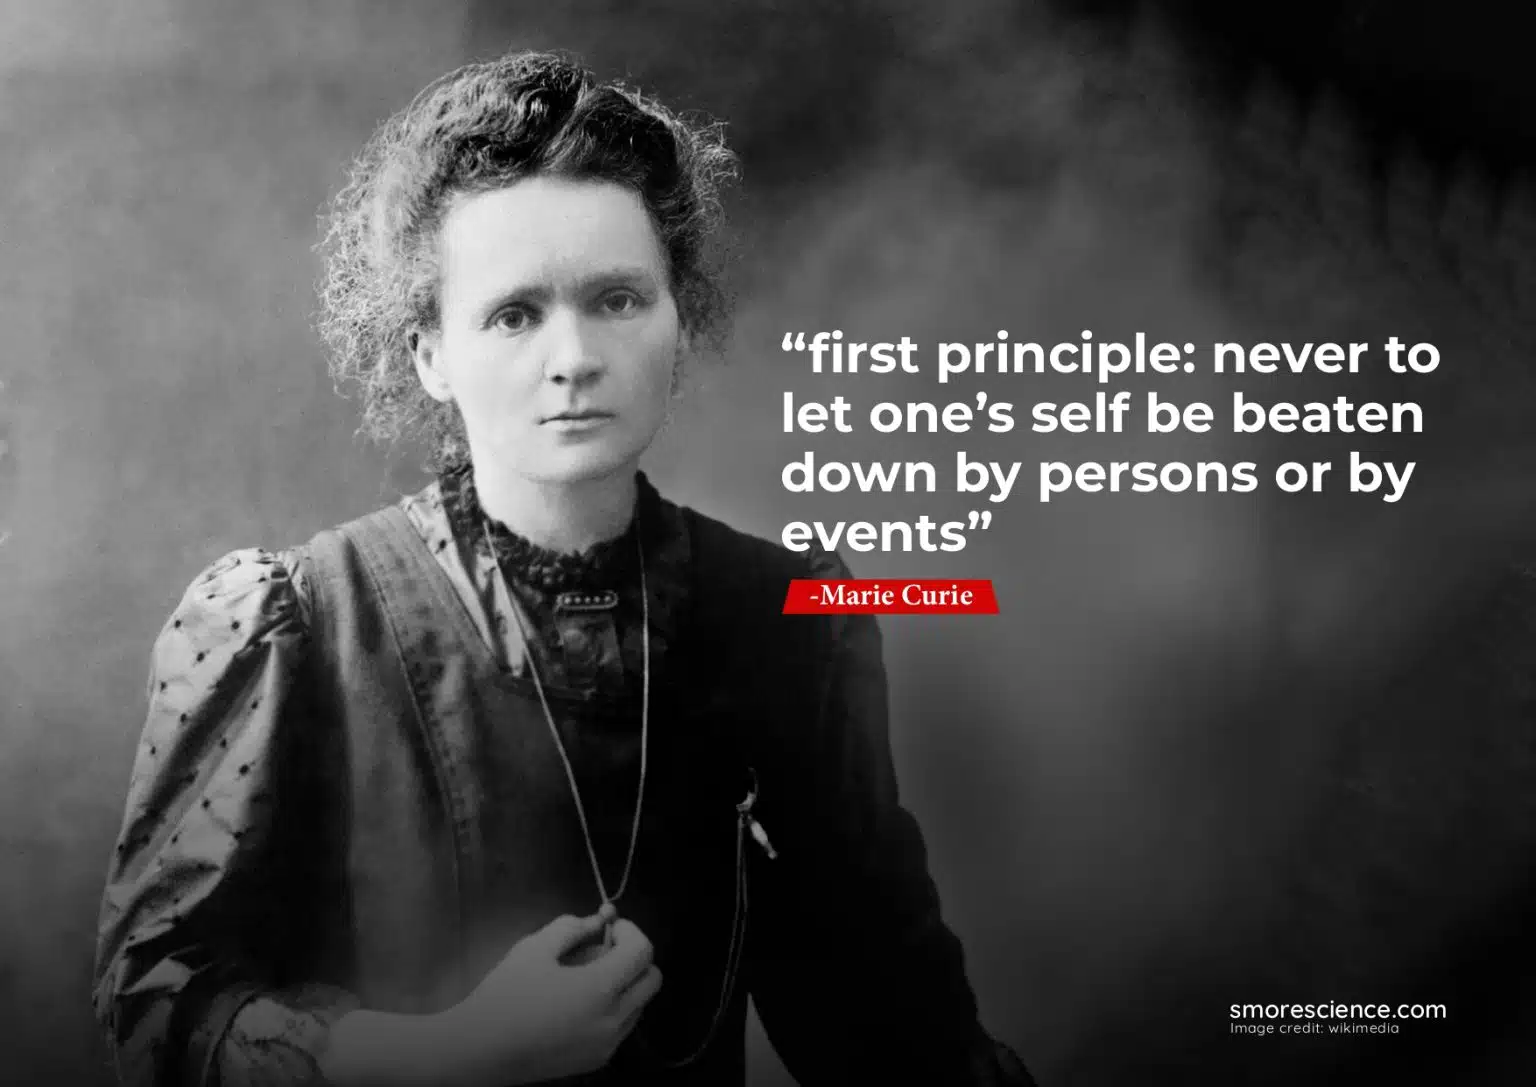 “first principle: never to
let one’s self be beaten
down by persons or by
events”
-Marie Curie
smorescience.com
Image credit: wikimedia